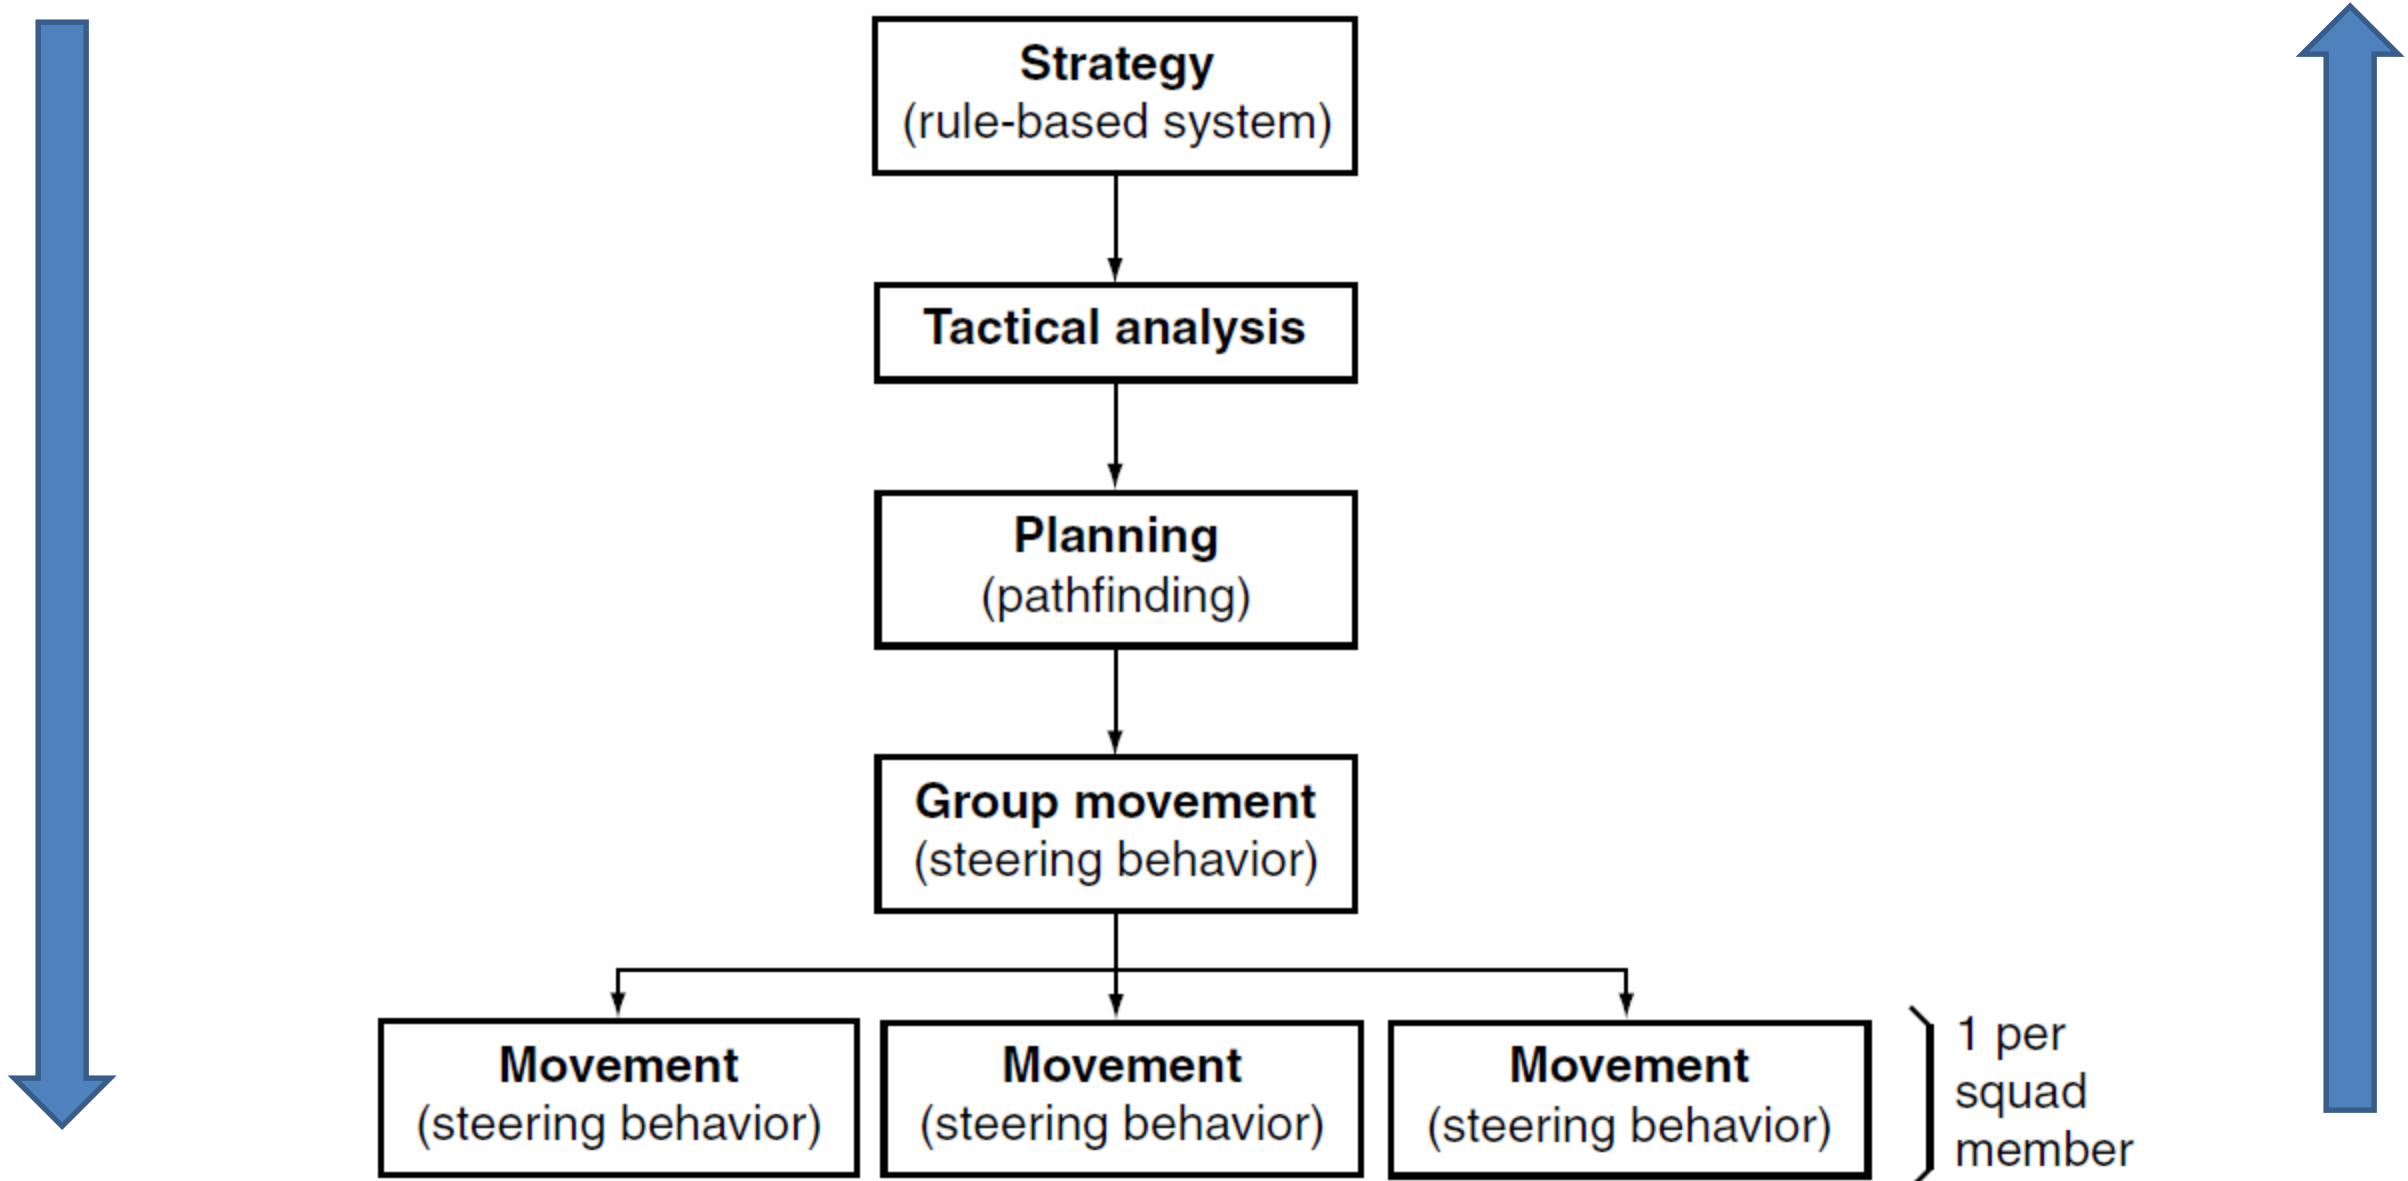 Strategy
(rule-based system)
Tactical analysis
Planning
(pathfinding)
Group movement
(steering behavior)
Movement
(steering behavior)
Movement
(steering behavior)
Movement
(steering behavior)
1 per
squad
member